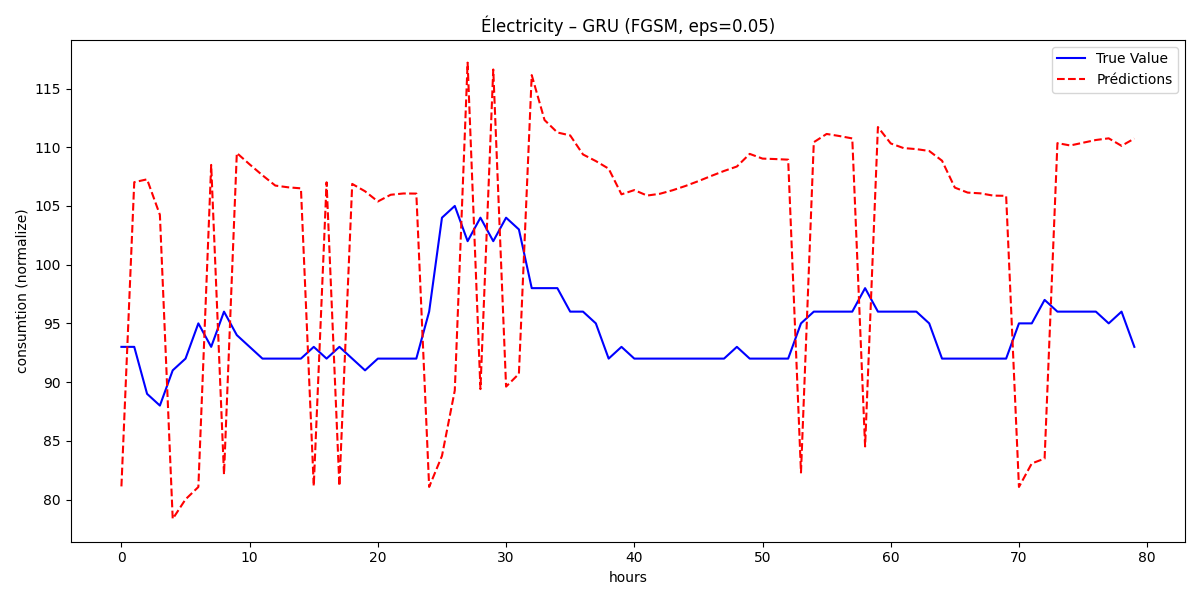 Électricity – GRU (FGSM, eps=0.05)
True Value
Prédictions
consumtion (normalize)
115
110
105
100
95
90
85
80
0 10 20 30 40 50 60 70 80
hours